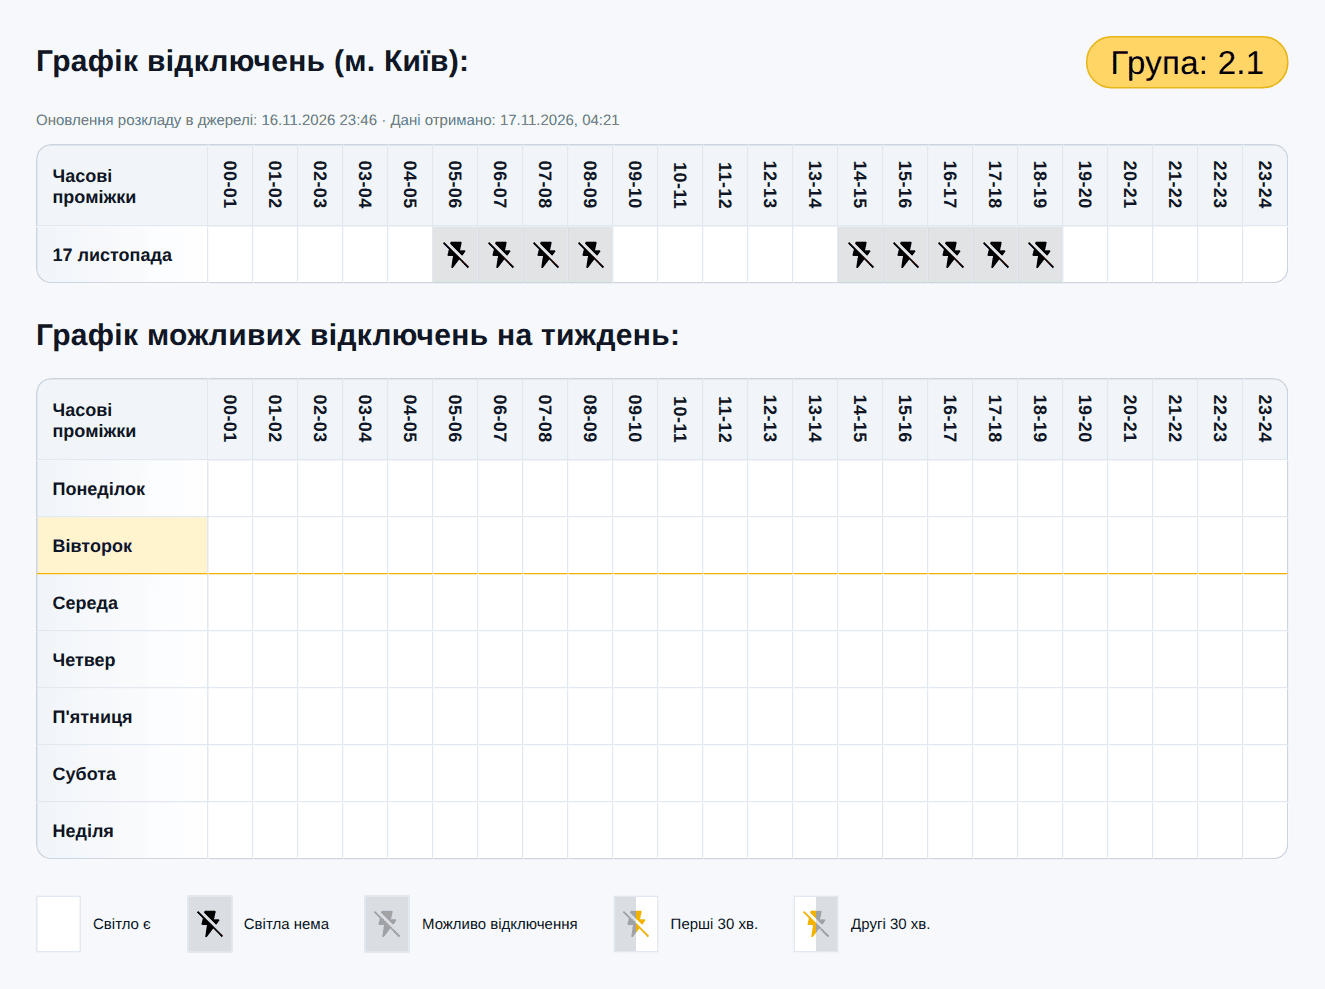 Графік відключень (м. Київ):
Група: 2.1
Оновлення розкладу в джерелі: 16.11.2026 23:46 · Дані отримано: 17.11.2026, 04:21
Часові
проміжки
00-01 01-02 02-03 03-04 04-05 05-06 06-07 07-08 08-09 09-10 10-11 11-12 12-13 13-14 14-15 15-16 16-17 17-18 18-19 19-20 20-21 21-22 22-23 23-24
17 листопада
Графік можливих відключень на тиждень:
Часові
проміжки
00-01 01-02 02-03 03-04 04-05 05-06 06-07 07-08 08-09 09-10 10-11 11-12 12-13 13-14 14-15 15-16 16-17 17-18 18-19 19-20 20-21 21-22 22-23 23-24
Понеділок
Вівторок
Середа
Четвер
П'ятниця
Субота
Неділя
Світло є Світла нема Можливо відключення Перші 30 хв. Другі 30 хв.